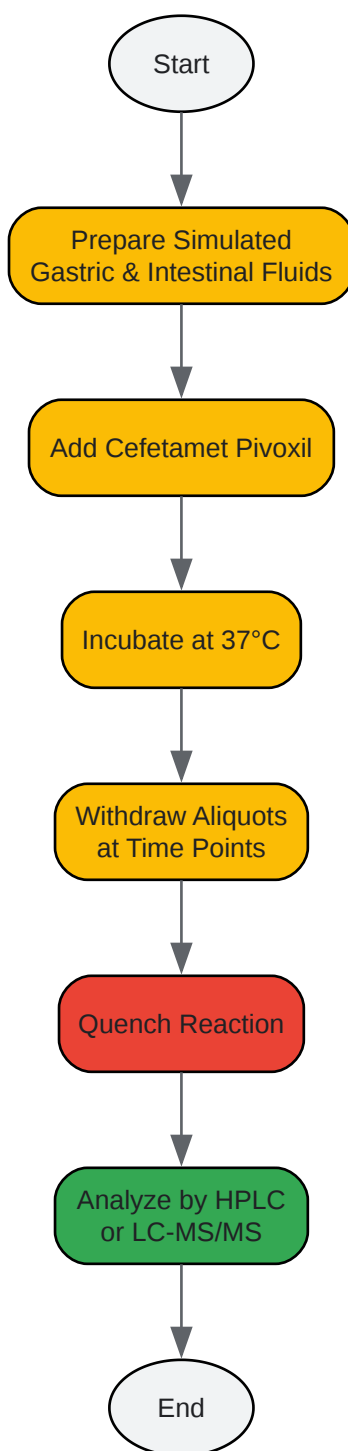 Start
Prepare Simulated
Gastric & Intestinal Fluids
Add Cefetamet Pivoxil
Incubate at 37°C
Withdraw Aliquots
at Time Points
Quench Reaction
Analyze by HPLC
or LC-MS/MS
End